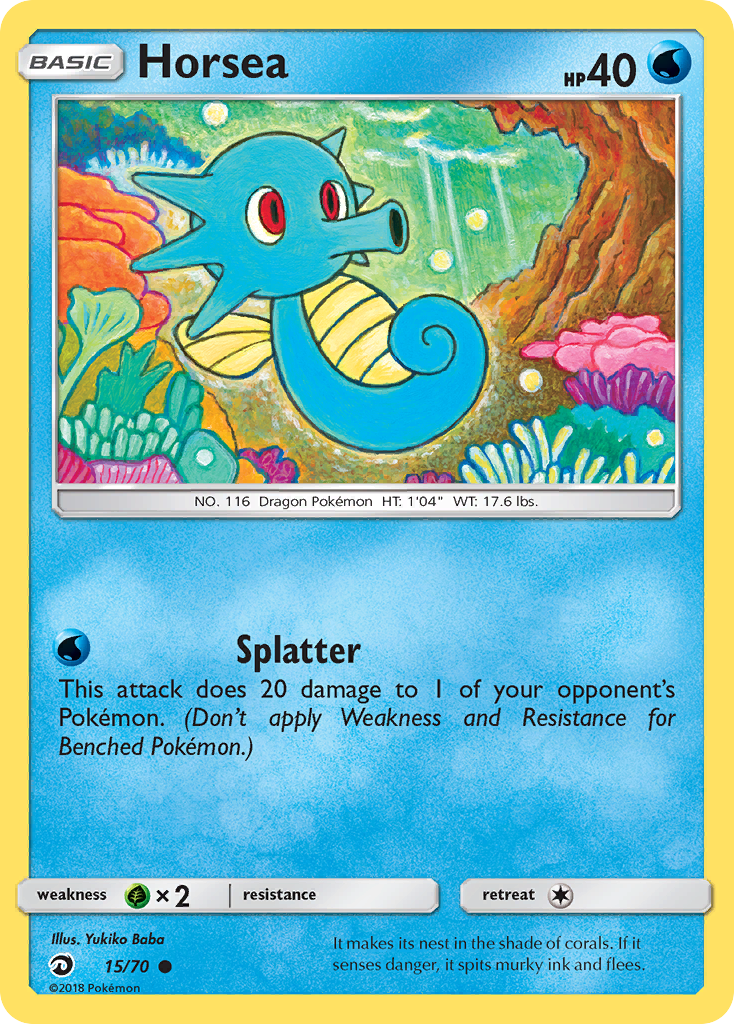 BASIC Horsea HP40
NO. 116 Dragon Pokémon HT: 1'04" WT: 17.6 lbs.
Splatter
This attack does 20 damage to 1 of your opponent's
Pokémon. (Don't apply Weakness and Resistance for
Benched Pokémon.)
weakness ×2 resistance retreat
Illus. Yukiko Baba
15/70
©2018 Pokémon
It makes its nest in the shade of corals. If it
senses danger, it spits murky ink and flees.